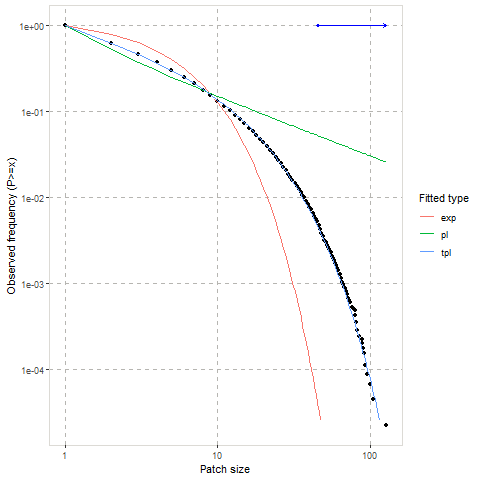 1e+00
1e-01
1e-02
1e-03
1e-04
Observed frequency (P>=x)
1
10
100
Patch size
Fitted type
exp
pl
tpl